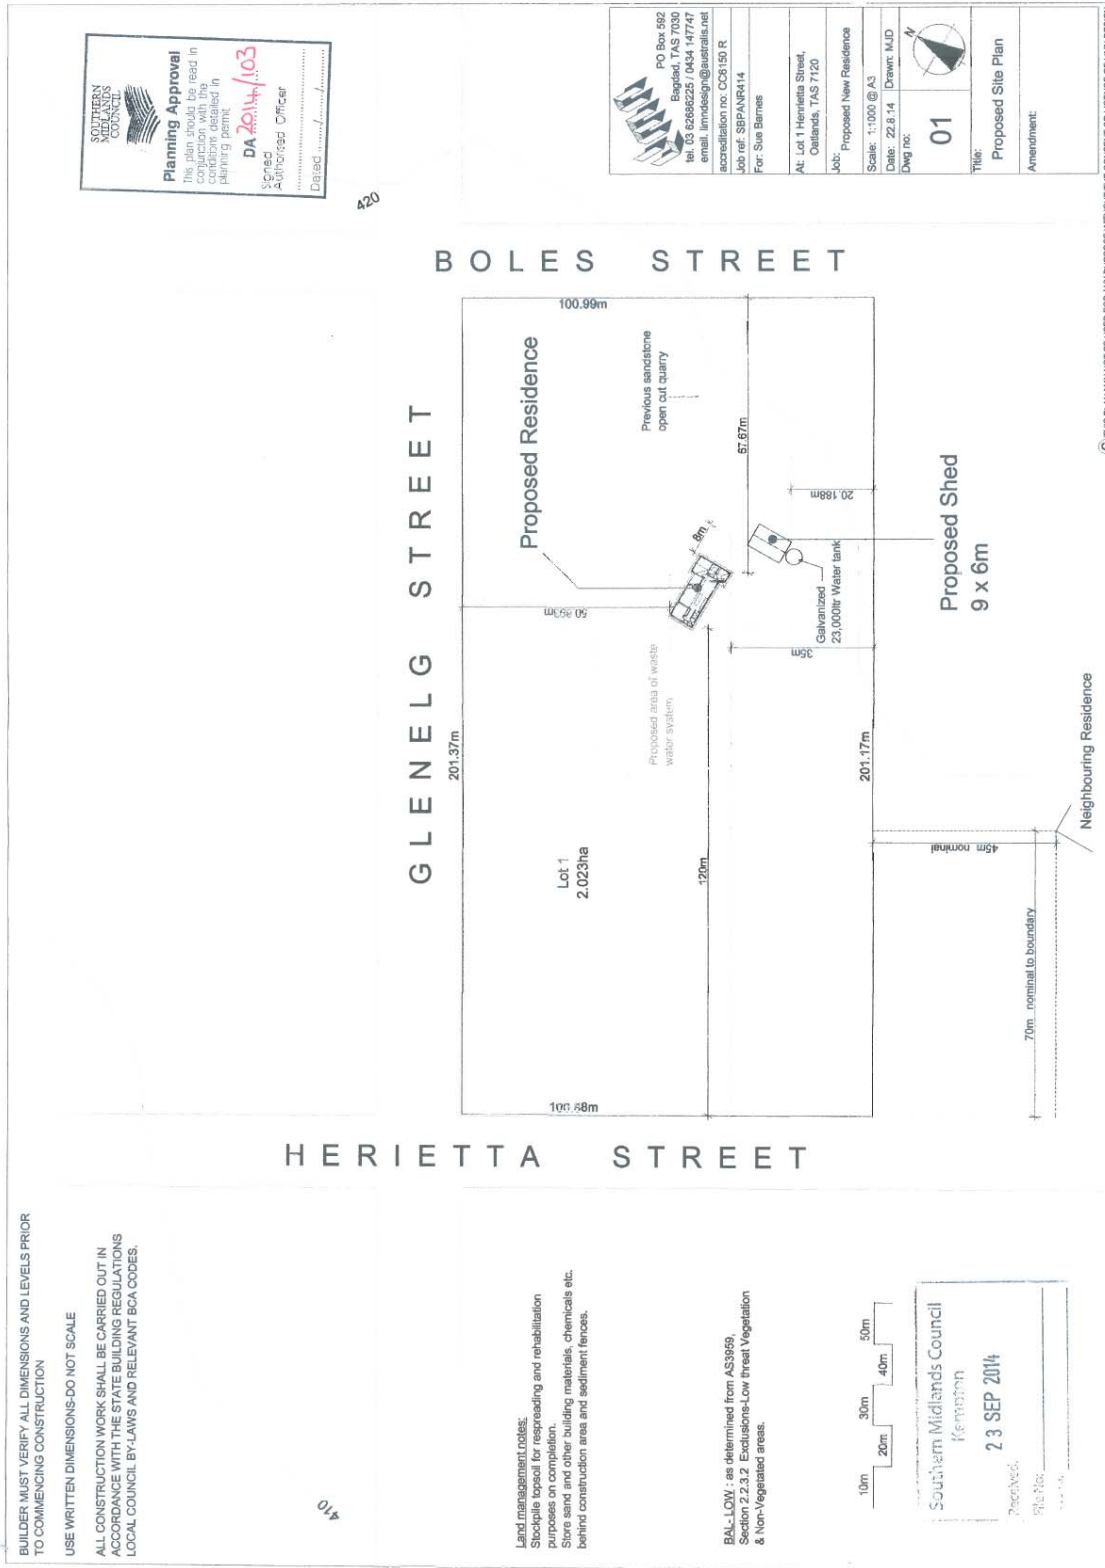 BUILDER MUST VERIFY ALL DIMENSIONS AND LEVELS PRIOR
TO COMMENCING CONSTRUCTION
USE WRITTEN DIMENSIONS-DO NOT SCALE
ALL CONSTRUCTION WORK SHALL BE CARRIED OUT IN
ACCORDANCE WITH THE STATE BUILDING REGULATIONS
LOCAL COUNCIL BY-LAWS AND RELEVANT BCA CODES.
SOUTHERN
MIDLANDS
COUNCIL
Planning Approval
This plan should be read in
conjunction with the
conditions detailed in
planning permit
DA 2014/103
Signed
Authorised Officer
Dated ....../....../......
420
470
GLENELG STREET
BOLES STREET
HERIETTA STREET
201.37m
100.99m
Proposed Residence
50.893m
Lot 1
2.023ha
Previous sandstone
open cut quarry
Proposed area of waste
water system
8m
67.67m
120m
35m
20.188m
Galvanized
23,000ltr Water tank
201.17m
Proposed Shed
9 x 6m
45m nominal
70m nominal to boundary
Neighbouring Residence
Land management notes:
Stockpile topsoil for respreading and rehabilitation
purposes on completion.
Store sand and other building materials, chemicals etc.
behind construction area and sediment fences.
BAL- LOW : as determined from AS3959,
Section 2.2.3.2 Exclusions-Low threat Vegetation
& Non-Vegetated areas.
10m 20m 30m 40m 50m
Southern Midlands Council
Kempton
23 SEP 2014
Received:
File No:
PO Box 592
Bagdad, TAS 7030
tel. 03 62686225 / 0434 147747
email. limndesign@australis.net
accreditation no: CC6150 R
Job ref: SBPANR414
For: Sue Barnes
At: Lot 1 Henrietta Street,
Oatlands, TAS 7120
Job: Proposed New Residence
Scale: 1:1000 @ A3
Date: 22.8.14 Drawn: MJD
Dwg no:
01
N
Title:
Proposed Site Plan
Amendment: